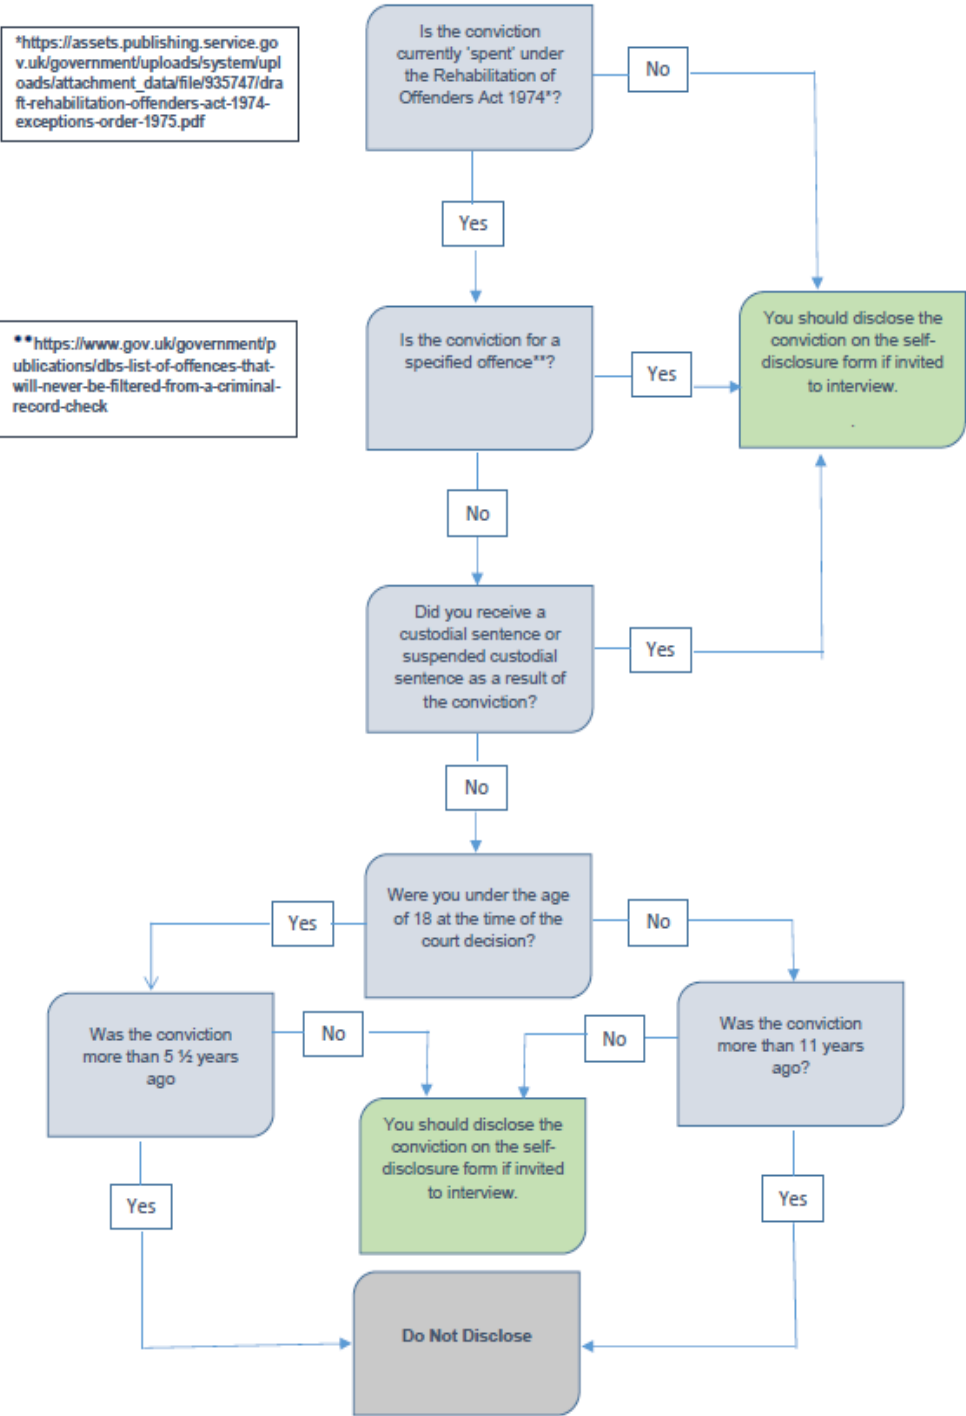 *https://assets.publishing.service.go
v.uk/government/uploads/system/upl
oads/attachment_data/file/935747/dra
ft-rehabilitation-offenders-act-1974-
exceptions-order-1975.pdf
Is the conviction
currently 'spent' under
the Rehabilitation of
Offenders Act 1974*?
No
Yes
**https://www.gov.uk/government/p
ublications/dbs-list-of-offences-that-
will-never-be-filtered-from-a-criminal-
record-check
Is the conviction for a
specified offence**?
Yes
You should disclose the
conviction on the self-
disclosure form if invited
to interview.
.
No
Did you receive a
custodial sentence or
suspended custodial
sentence as a result of
the conviction?
Yes
No
Were you under the age
of 18 at the time of the
court decision?
Yes
No
Was the conviction
more than 5 ½ years
ago
No
No
Was the conviction
more than 11 years
ago?
You should disclose the
conviction on the self-
disclosure form if invited
to interview.
Yes
Yes
Do Not Disclose